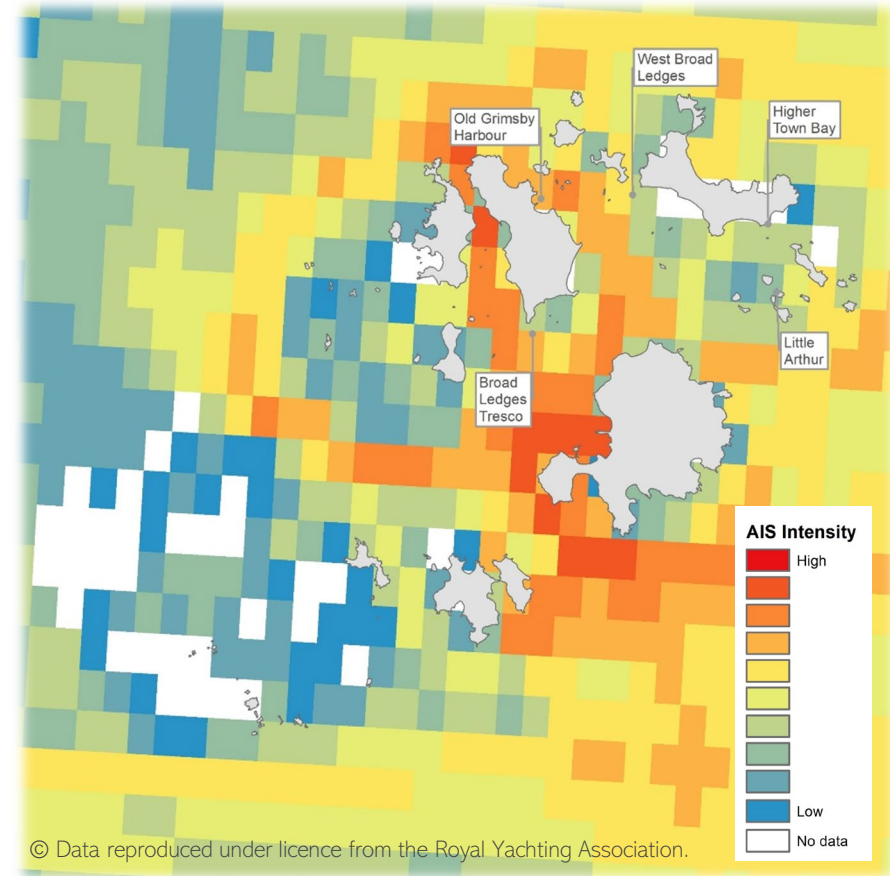 West Broad
Ledges
Old Grimsby
Harbour
Higher
Town Bay
Little
Arthur
Broad
Ledges
Tresco
AIS Intensity
High
Low
No data
© Data reproduced under licence from the Royal Yachting Association.